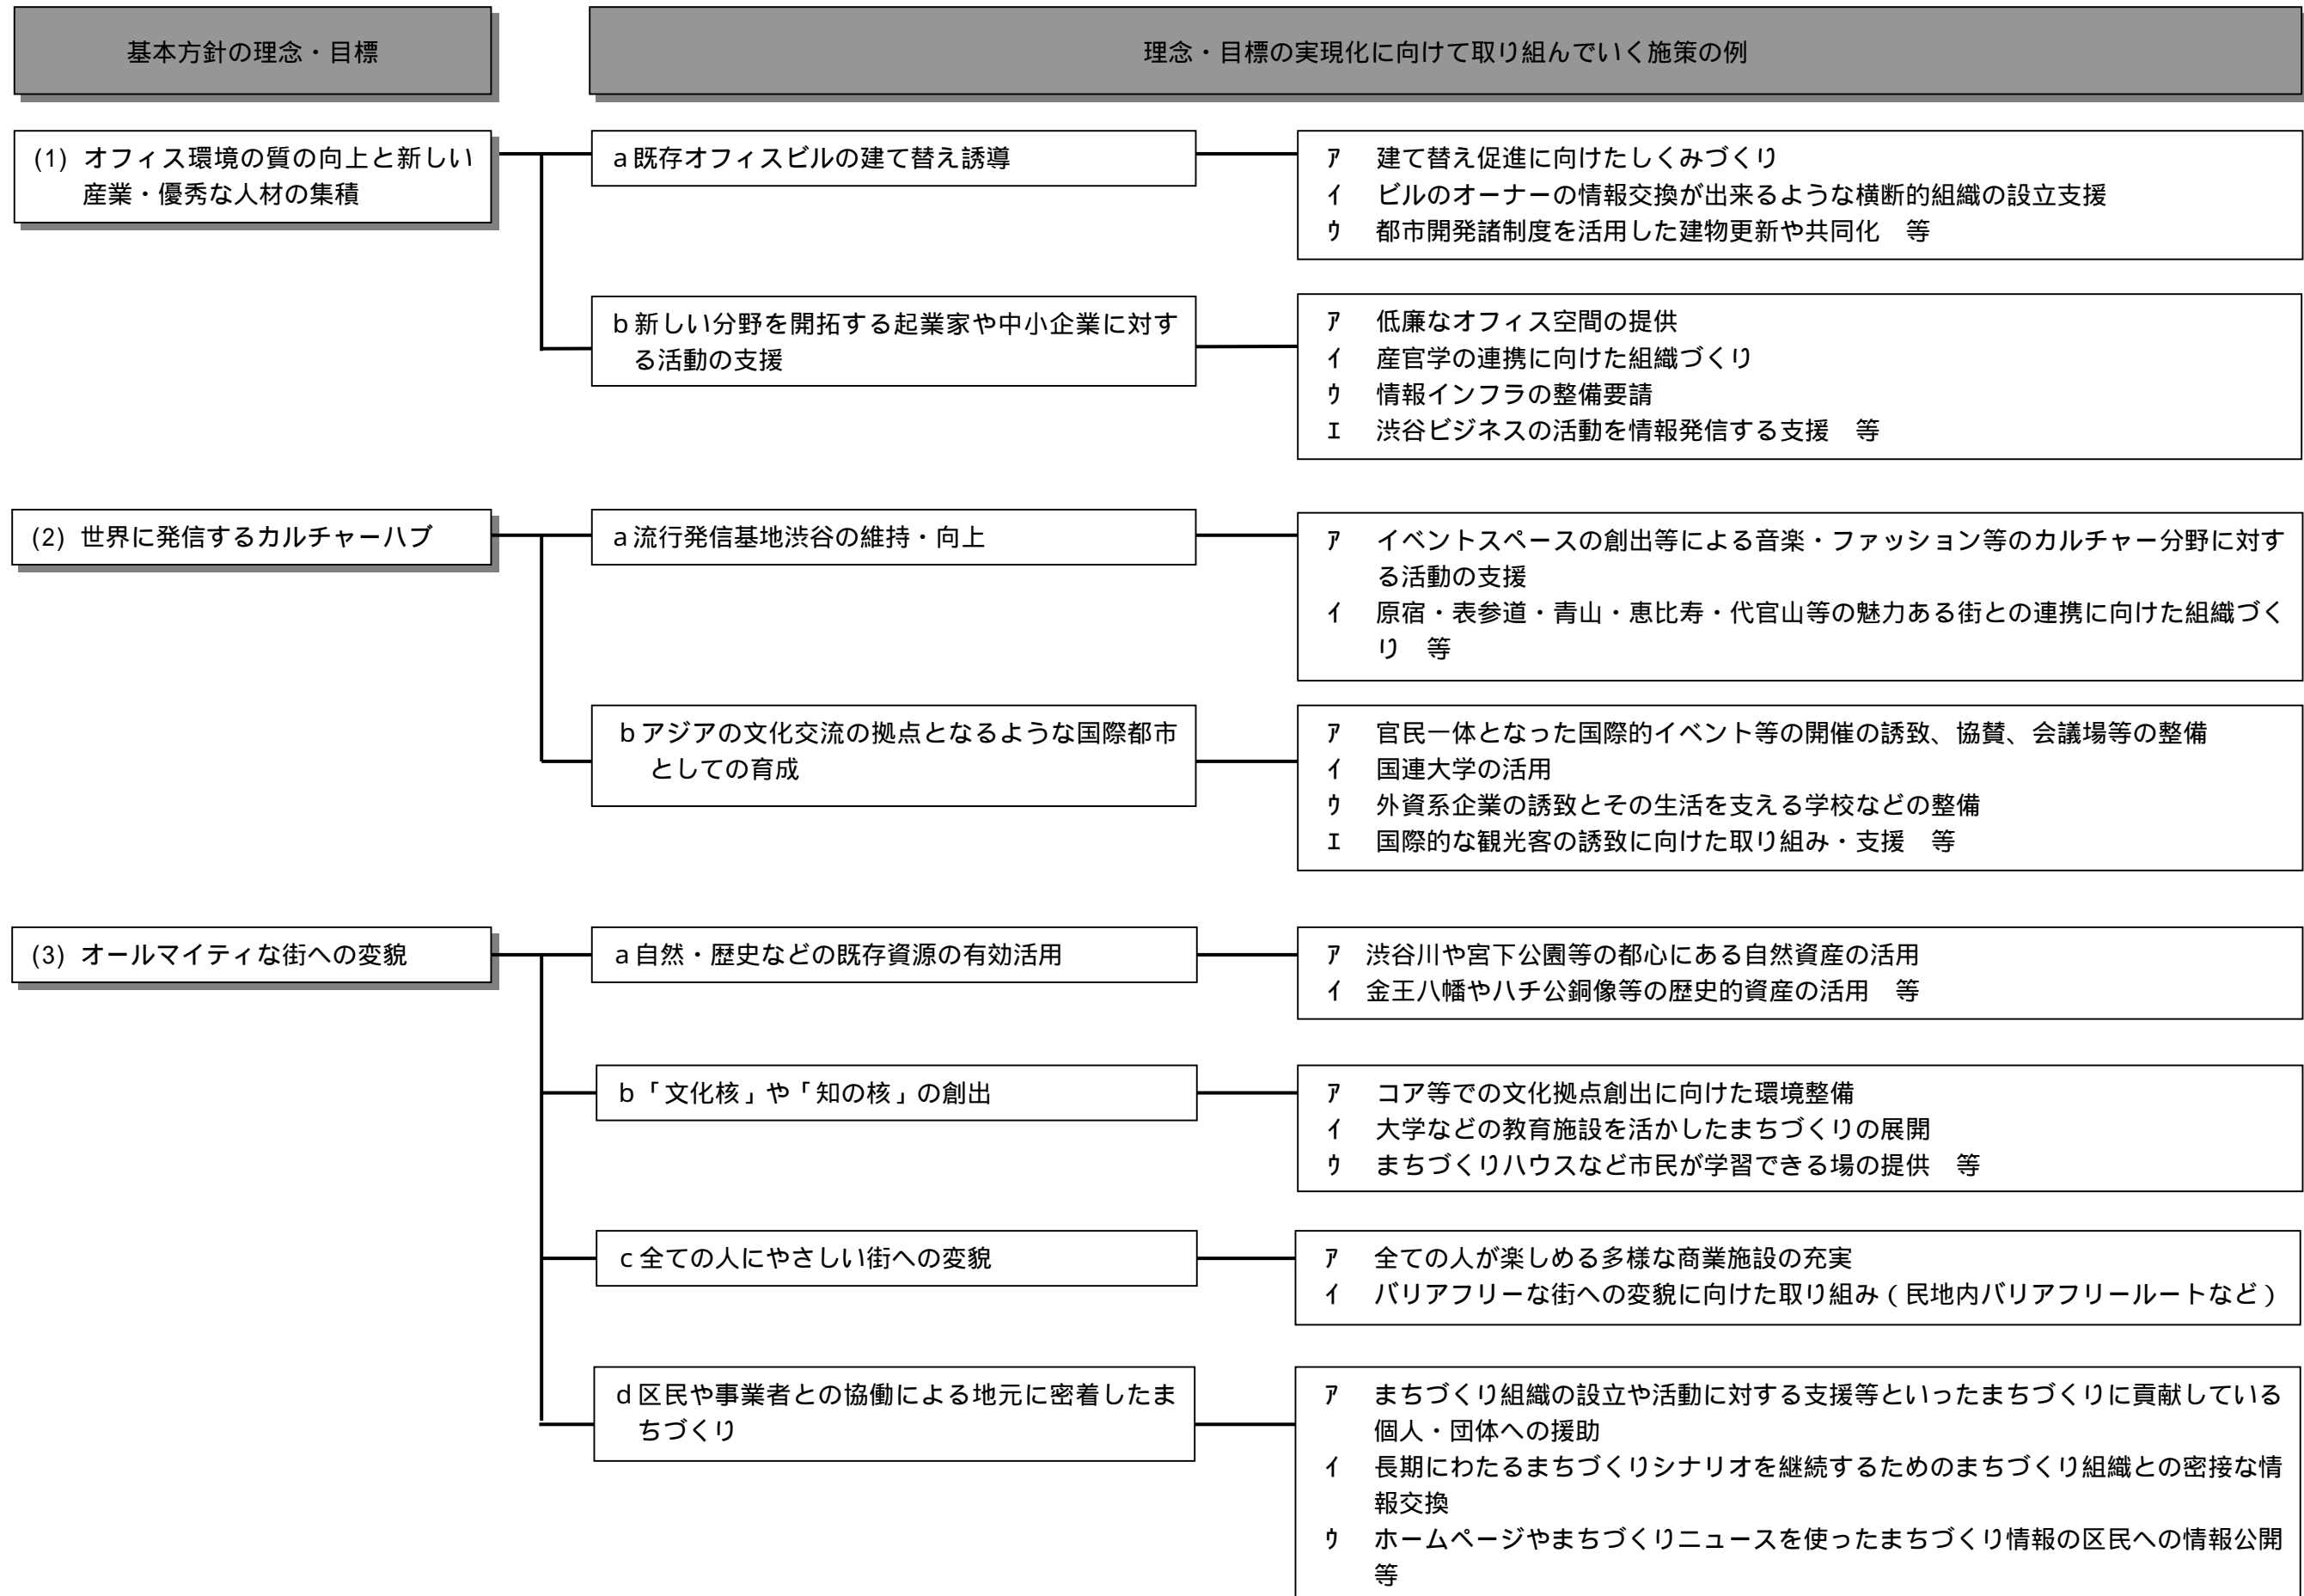 基本方針の理念・目標
理念・目標の実現化に向けて取り組んでいく施策の例
(1) オフィス環境の質の向上と新しい
産業・優秀な人材の集積
a既存オフィスビルの建て替え誘導
ｱ 建て替え促進に向けたしくみづくり
ｲ ビルのオーナーの情報交換が出来るような横断的組織の設立支援
ｳ 都市開発諸制度を活用した建物更新や共同化　等
b新しい分野を開拓する起業家や中小企業に対す
る活動の支援
ｱ 低廉なオフィス空間の提供
ｲ 産官学の連携に向けた組織づくり
ｳ 情報インフラの整備要請
ｴ 渋谷ビジネスの活動を情報発信する支援　等
(2) 世界に発信するカルチャーハブ
a流行発信基地渋谷の維持・向上
ｱ イベントスペースの創出等による音楽・ファッション等のカルチャー分野に対す
る活動の支援
ｲ 原宿・表参道・青山・恵比寿・代官山等の魅力ある街との連携に向けた組織づく
り　等
bアジアの文化交流の拠点となるような国際都市
としての育成
ｱ 官民一体となった国際的イベント等の開催の誘致、協賛、会議場等の整備
ｲ 国連大学の活用
ｳ 外資系企業の誘致とその生活を支える学校などの整備
ｴ 国際的な観光客の誘致に向けた取り組み・支援　等
(3) オールマイティな街への変貌
a自然・歴史などの既存資源の有効活用
ｱ 渋谷川や宮下公園等の都心にある自然資産の活用
ｲ 金王八幡やハチ公銅像等の歴史的資産の活用　等
b「文化核」や「知の核」の創出
ｱ コア等での文化拠点創出に向けた環境整備
ｲ 大学などの教育施設を活かしたまちづくりの展開
ｳ まちづくりハウスなど市民が学習できる場の提供　等
c全ての人にやさしい街への変貌
ｱ 全ての人が楽しめる多様な商業施設の充実
ｲ バリアフリーな街への変貌に向けた取り組み（民地内バリアフリールートなど）
d区民や事業者との協働による地元に密着したま
ちづくり
ｱ まちづくり組織の設立や活動に対する支援等といったまちづくりに貢献している
個人・団体への援助
ｲ 長期にわたるまちづくりシナリオを継続するためのまちづくり組織との密接な情
報交換
ｳ ホームページやまちづくりニュースを使ったまちづくり情報の区民への情報公開
等